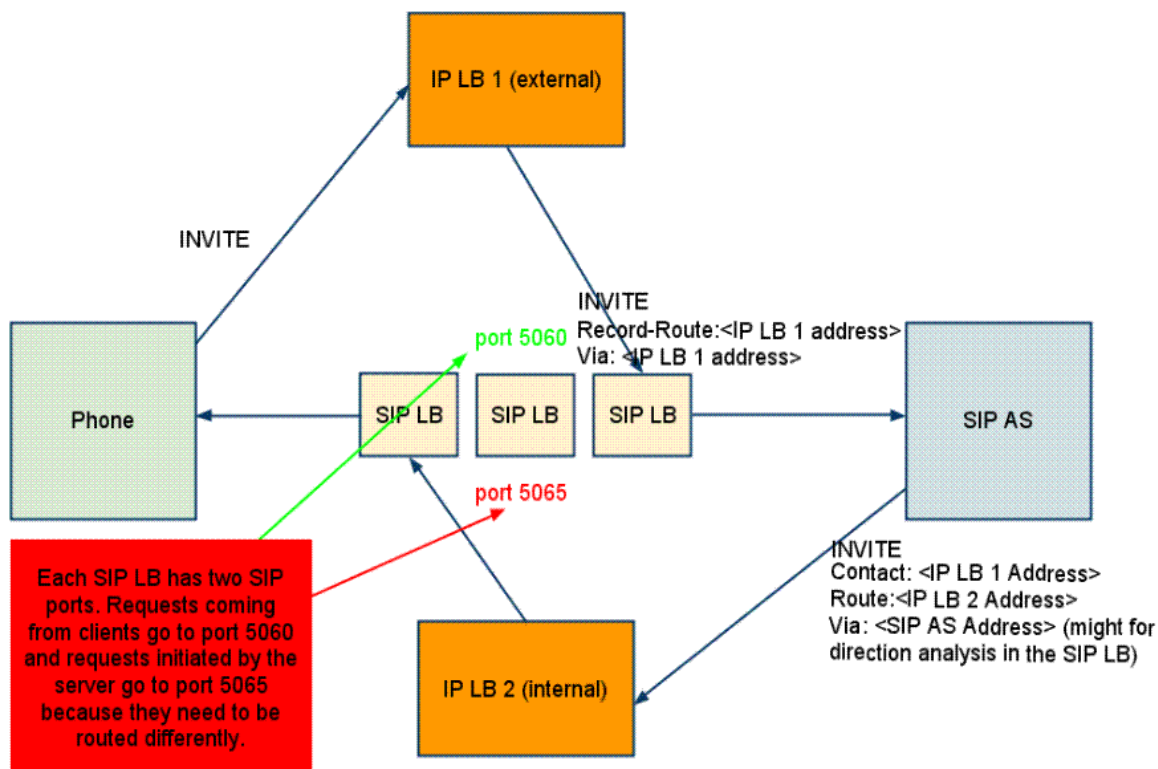 IP LB 1 (external)
INVITE
INVITE
Record-Route:<IP LB 1 address>
Via: <IP LB 1 address>
port 5060
Phone
SIP LB
SIP LB
SIP LB
SIP AS
port 5065
Each SIP LB has two SIP
ports. Requests coming
from clients go to port 5060
and requests initiated by the
server go to port 5065
because they need to be
routed differently.
INVITE
Contact: <IP LB 1 Address>
Route:<IP LB 2 Address>
Via: <SIP AS Address> (might for
direction analysis in the SIP LB)
IP LB 2 (internal)